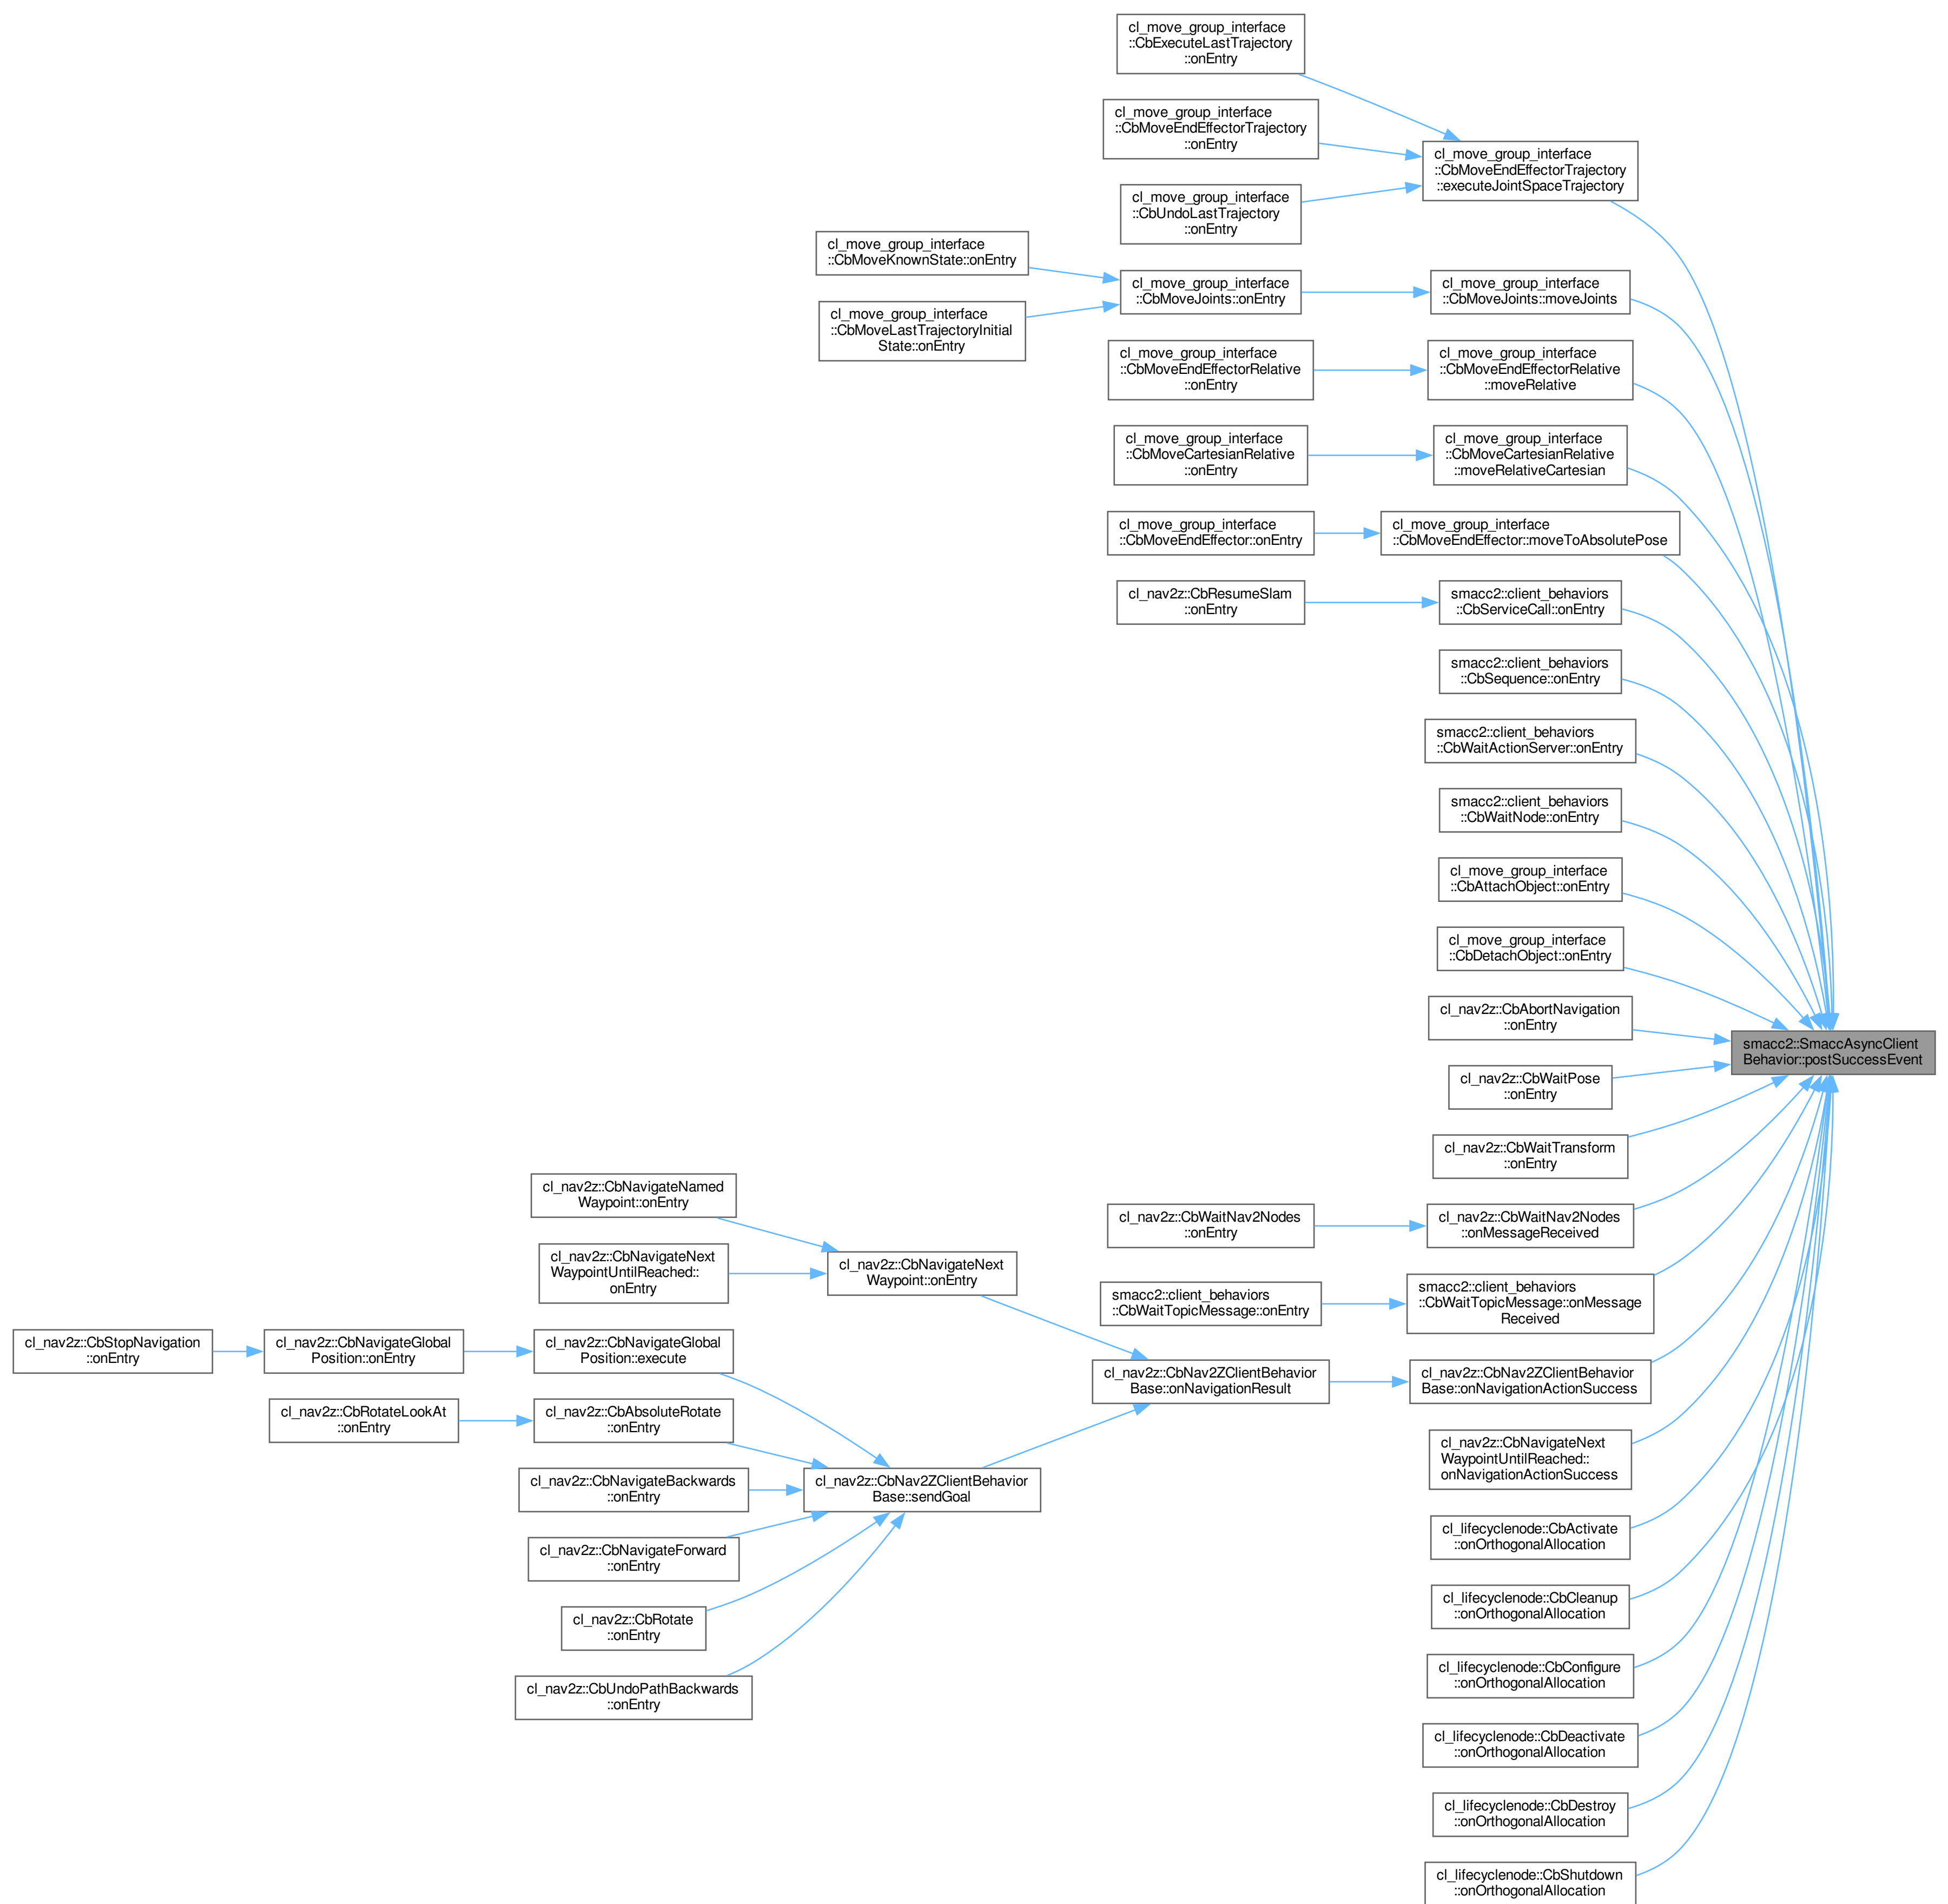 cl_move_group_interface
::CbExecuteLastTrajectory
::onEntry
cl_move_group_interface
::CbMoveEndEffectorTrajectory
::onEntry
cl_move_group_interface
::CbMoveEndEffectorTrajectory
::executeJointSpaceTrajectory
cl_move_group_interface
::CbUndoLastTrajectory
::onEntry
cl_move_group_interface
::CbMoveKnownState::onEntry
cl_move_group_interface
::CbMoveLastTrajectoryInitial
State::onEntry
cl_move_group_interface
::CbMoveJoints::onEntry
cl_move_group_interface
::CbMoveJoints::moveJoints
cl_move_group_interface
::CbMoveEndEffectorRelative
::onEntry
cl_move_group_interface
::CbMoveEndEffectorRelative
::moveRelative
cl_move_group_interface
::CbMoveCartesianRelative
::onEntry
cl_move_group_interface
::CbMoveCartesianRelative
::moveRelativeCartesian
cl_move_group_interface
::CbMoveEndEffector::onEntry
cl_move_group_interface
::CbMoveEndEffector::moveToAbsolutePose
cl_nav2z::CbResumeSlam
::onEntry
smacc2::client_behaviors
::CbServiceCall::onEntry
smacc2::client_behaviors
::CbSequence::onEntry
smacc2::client_behaviors
::CbWaitActionServer::onEntry
smacc2::client_behaviors
::CbWaitNode::onEntry
cl_move_group_interface
::CbAttachObject::onEntry
cl_move_group_interface
::CbDetachObject::onEntry
cl_nav2z::CbAbortNavigation
::onEntry
smacc2::SmaccAsyncClient
Behavior::postSuccessEvent
cl_nav2z::CbWaitPose
::onEntry
cl_nav2z::CbWaitTransform
::onEntry
cl_nav2z::CbNavigateNamed
Waypoint::onEntry
cl_nav2z::CbWaitNav2Nodes
::onEntry
cl_nav2z::CbWaitNav2Nodes
::onMessageReceived
cl_nav2z::CbNavigateNext
WaypointUntilReached::
onEntry
cl_nav2z::CbNavigateNext
Waypoint::onEntry
smacc2::client_behaviors
::CbWaitTopicMessage::onEntry
smacc2::client_behaviors
::CbWaitTopicMessage::onMessage
Received
cl_nav2z::CbStopNavigation
::onEntry
cl_nav2z::CbNavigateGlobal
Position::onEntry
cl_nav2z::CbNavigateGlobal
Position::execute
cl_nav2z::CbNav2ZClientBehavior
Base::onNavigationResult
cl_nav2z::CbNav2ZClientBehavior
Base::onNavigationActionSuccess
cl_nav2z::CbRotateLookAt
::onEntry
cl_nav2z::CbAbsoluteRotate
::onEntry
cl_nav2z::CbNavigateNext
WaypointUntilReached::
onNavigationActionSuccess
cl_nav2z::CbNavigateBackwards
::onEntry
cl_nav2z::CbNav2ZClientBehavior
Base::sendGoal
cl_lifecyclenode::CbActivate
::onOrthogonalAllocation
cl_nav2z::CbNavigateForward
::onEntry
cl_lifecyclenode::CbCleanup
::onOrthogonalAllocation
cl_nav2z::CbRotate
::onEntry
cl_lifecyclenode::CbConfigure
::onOrthogonalAllocation
cl_nav2z::CbUndoPathBackwards
::onEntry
cl_lifecyclenode::CbDeactivate
::onOrthogonalAllocation
cl_lifecyclenode::CbDestroy
::onOrthogonalAllocation
cl_lifecyclenode::CbShutdown
::onOrthogonalAllocation